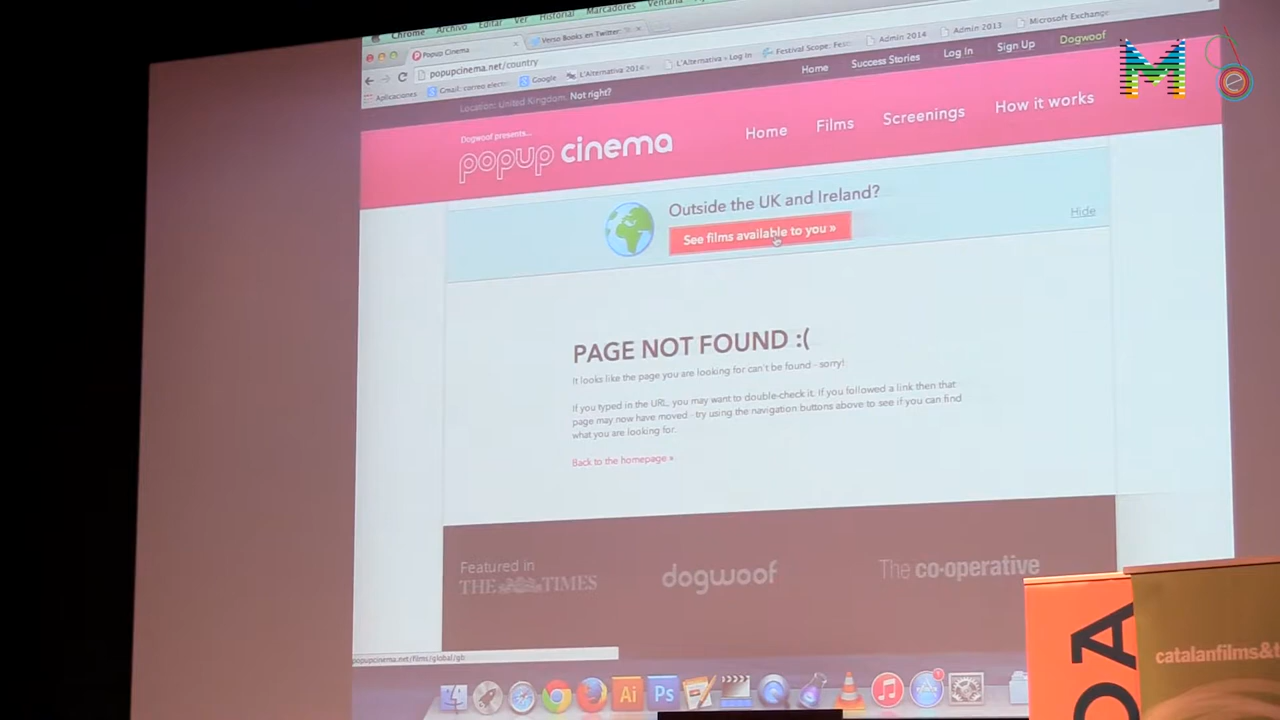 Chrome Archivo Editar Ver Historial Marcadores Ventana
Popup Cinema
Verso Books en Twitter:
popupcinema.net/country
Aplicaciones
Gmail: correo elect
Google
L'Alternativa 2014
L'Alternativa » Log In
Festival Scope: Fes
Admin 2014
Admin 2013
Microsoft Exchange
Location: United Kingdom. Not right?
Home
Success Stories
Log In
Sign Up
Dogwoof
Dogwoof presents...
popup cinema
Home
Films
Screenings
How it works
Outside the UK and Ireland?
See films available to you »
Hide
PAGE NOT FOUND :(
It looks like the page you are looking for can't be found - sorry!
If you typed in the URL, you may want to double-check it. If you followed a link then that
page may now have moved - try using the navigation buttons above to see if you can find
what you are looking for.
Back to the homepage »
Featured in
THE TIMES
dogwoof
The co-operative
popupcinema.net/films/global/gb
Ai
Ps
M
OA
catalanfilms&t